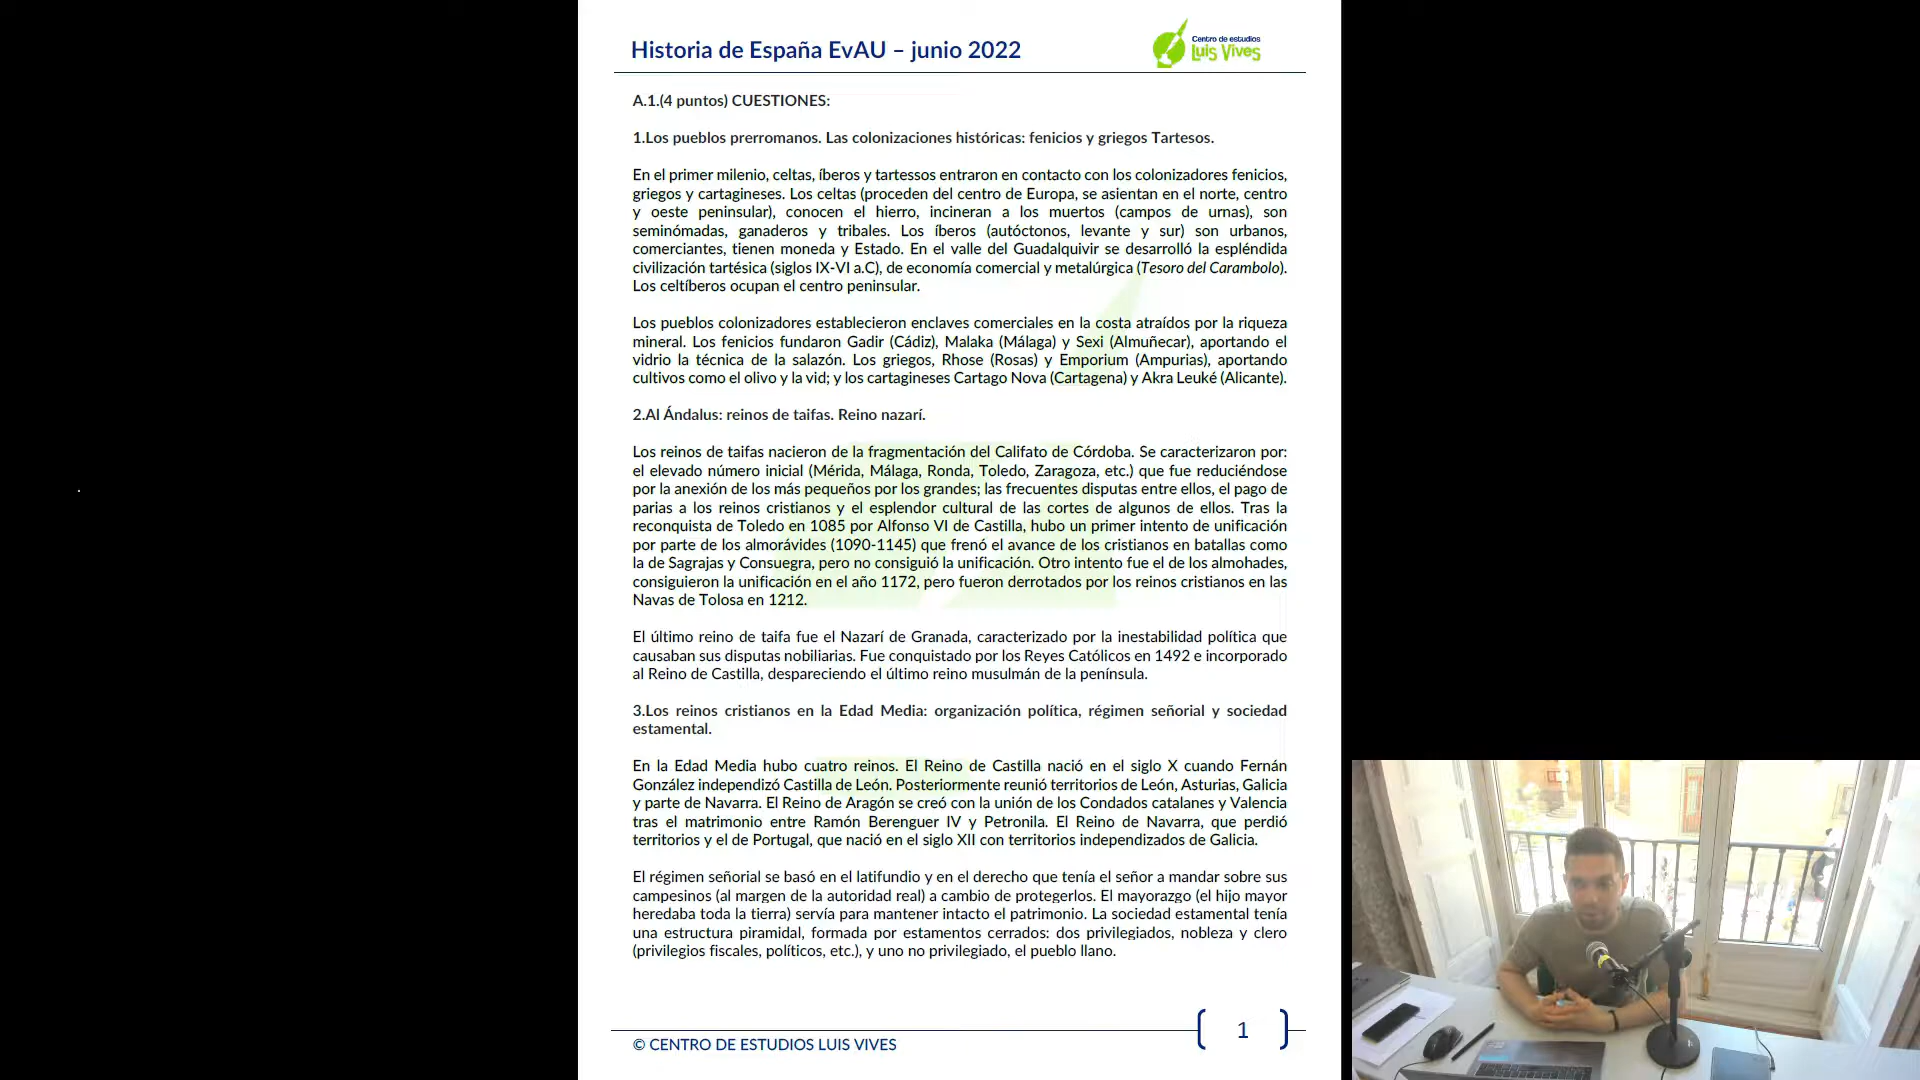 Historia de España EvAU – junio 2022
Centro de estudios
Luis Vives
A.1.(4 puntos) CUESTIONES:
1.Los pueblos prerromanos. Las colonizaciones históricas: fenicios y griegos Tartesos.
En el primer milenio, celtas, íberos y tartessos entraron en contacto con los colonizadores fenicios,
griegos y cartagineses. Los celtas (proceden del centro de Europa, se asientan en el norte, centro
y oeste peninsular), conocen el hierro, incineran a los muertos (campos de urnas), son
seminómadas, ganaderos y tribales. Los íberos (autóctonos, levante y sur) son urbanos,
comerciantes, tienen moneda y Estado. En el valle del Guadalquivir se desarrolló la espléndida
civilización tartésica (siglos IX-VI a.C), de economía comercial y metalúrgica (Tesoro del Carambolo).
Los celtíberos ocupan el centro peninsular.
Los pueblos colonizadores establecieron enclaves comerciales en la costa atraídos por la riqueza
mineral. Los fenicios fundaron Gadir (Cádiz), Malaka (Málaga) y Sexi (Almuñecar), aportando el
vidrio la técnica de la salazón. Los griegos, Rhose (Rosas) y Emporium (Ampurias), aportando
cultivos como el olivo y la vid; y los cartagineses Cartago Nova (Cartagena) y Akra Leuké (Alicante).
2.Al Ándalus: reinos de taifas. Reino nazarí.
Los reinos de taifas nacieron de la fragmentación del Califato de Córdoba. Se caracterizaron por:
el elevado número inicial (Mérida, Málaga, Ronda, Toledo, Zaragoza, etc.) que fue reduciéndose
por la anexión de los más pequeños por los grandes; las frecuentes disputas entre ellos, el pago de
parias a los reinos cristianos y el esplendor cultural de las cortes de algunos de ellos. Tras la
reconquista de Toledo en 1085 por Alfonso VI de Castilla, hubo un primer intento de unificación
por parte de los almorávides (1090-1145) que frenó el avance de los cristianos en batallas como
la de Sagrajas y Consuegra, pero no consiguió la unificación. Otro intento fue el de los almohades,
consiguieron la unificación en el año 1172, pero fueron derrotados por los reinos cristianos en las
Navas de Tolosa en 1212.
El último reino de taifa fue el Nazarí de Granada, caracterizado por la inestabilidad política que
causaban sus disputas nobiliarias. Fue conquistado por los Reyes Católicos en 1492 e incorporado
al Reino de Castilla, despareciendo el último reino musulmán de la península.
3.Los reinos cristianos en la Edad Media: organización política, régimen señorial y sociedad
estamental.
En la Edad Media hubo cuatro reinos. El Reino de Castilla nació en el siglo X cuando Fernán
González independizó Castilla de León. Posteriormente reunió territorios de León, Asturias, Galicia
y parte de Navarra. El Reino de Aragón se creó con la unión de los Condados catalanes y Valencia
tras el matrimonio entre Ramón Berenguer IV y Petronila. El Reino de Navarra, que perdió
territorios y el de Portugal, que nació en el siglo XII con territorios independizados de Galicia.
El régimen señorial se basó en el latifundio y en el derecho que tenía el señor a mandar sobre sus
campesinos (al margen de la autoridad real) a cambio de protegerlos. El mayorazgo (el hijo mayor
heredaba toda la tierra) servía para mantener intacto el patrimonio. La sociedad estamental tenía
una estructura piramidal, formada por estamentos cerrados: dos privilegiados, nobleza y clero
(privilegios fiscales, políticos, etc.), y uno no privilegiado, el pueblo llano.
1
© CENTRO DE ESTUDIOS LUIS VIVES